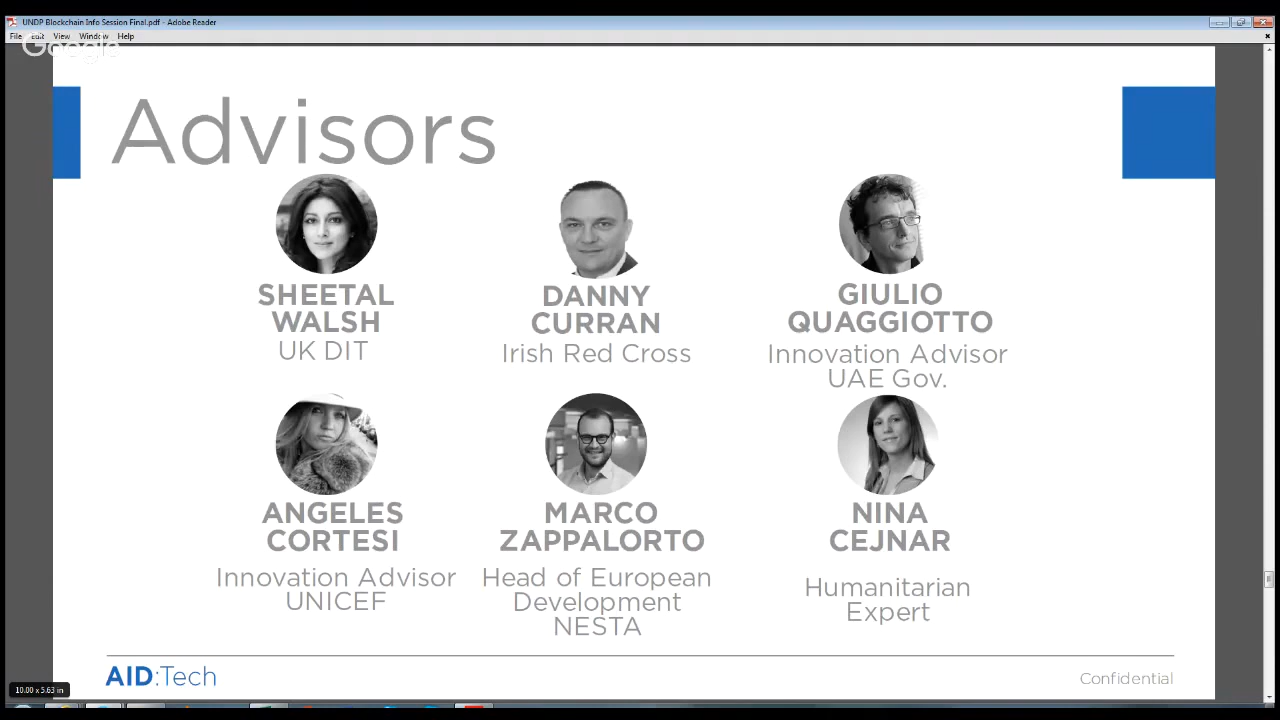 UNDP Blockchain Info Session Final.pdf - Adobe Reader
File Edit View Window Help
Google
Advisors
SHEETAL
WALSH
UK DIT
DANNY
CURRAN
Irish Red Cross
GIULIO
QUAGGIOTTO
Innovation Advisor
UAE Gov.
ANGELES
CORTESI
Innovation Advisor
UNICEF
MARCO
ZAPPALORTO
Head of European
Development
NESTA
NINA
CEJNAR
Humanitarian
Expert
AID:Tech
Confidential
10.00 x 5.63 in